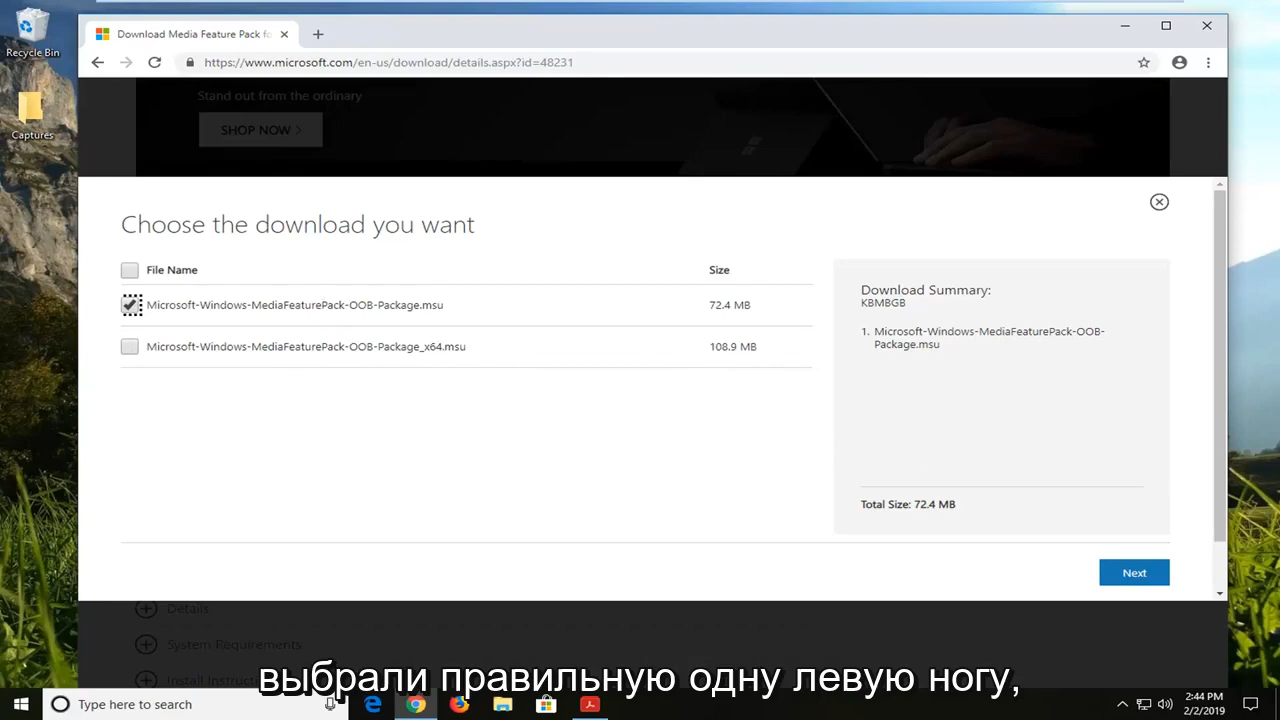 Recycle Bin
Captures
Download Media Feature Pack fo
https://www.microsoft.com/en-us/download/details.aspx?id=48231
Stand out from the ordinary
SHOP NOW
Choose the download you want
File Name Size
Microsoft-Windows-MediaFeaturePack-OOB-Package.msu 72.4 MB
Microsoft-Windows-MediaFeaturePack-OOB-Package_x64.msu 108.9 MB
Download Summary:
KBMBGB
1. Microsoft-Windows-MediaFeaturePack-OOB-
Package.msu
Total Size: 72.4 MB
Next
Details
System Requirements
Install Instructi
выбрали правильную одну левую ногу,
Type here to search
2:44 PM
2/2/2019